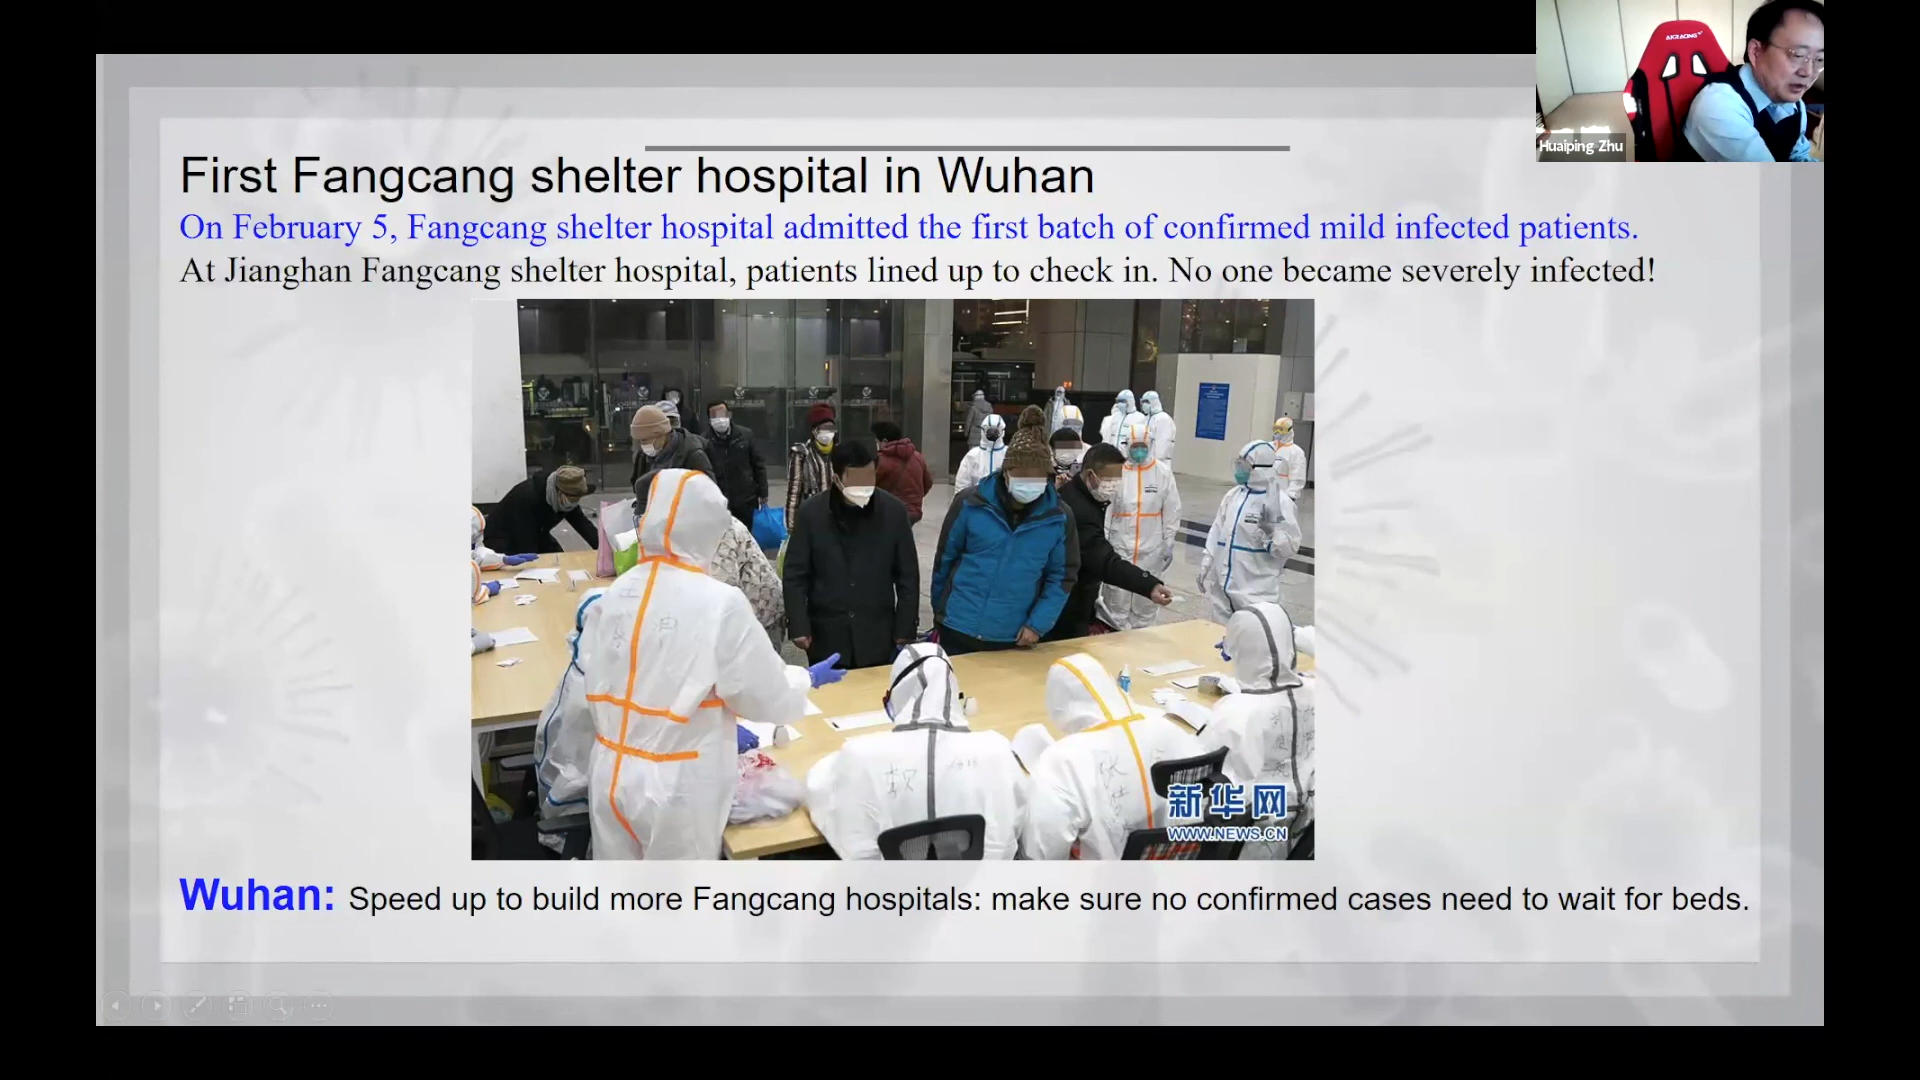 AKRACING
Huaiping Zhu
First Fangcang shelter hospital in Wuhan
On February 5, Fangcang shelter hospital admitted the first batch of confirmed mild infected patients.
At Jianghan Fangcang shelter hospital, patients lined up to check in. No one became severely infected!
新华网
WWW.NEWS.CN
Wuhan: Speed up to build more Fangcang hospitals: make sure no confirmed cases need to wait for beds.